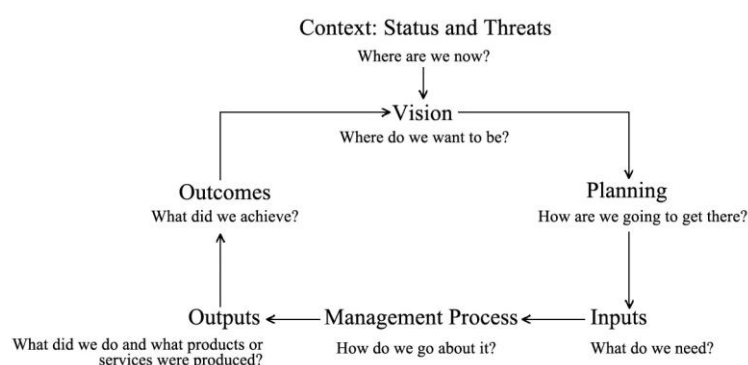 Context: Status and Threats
Where are we now?
Vision
Where do we want to be?
Outcomes
What did we achieve?
Planning
How are we going to get there?
Outputs
What did we do and what products or
services were produced?
Management Process
How do we go about it?
Inputs
What do we need?